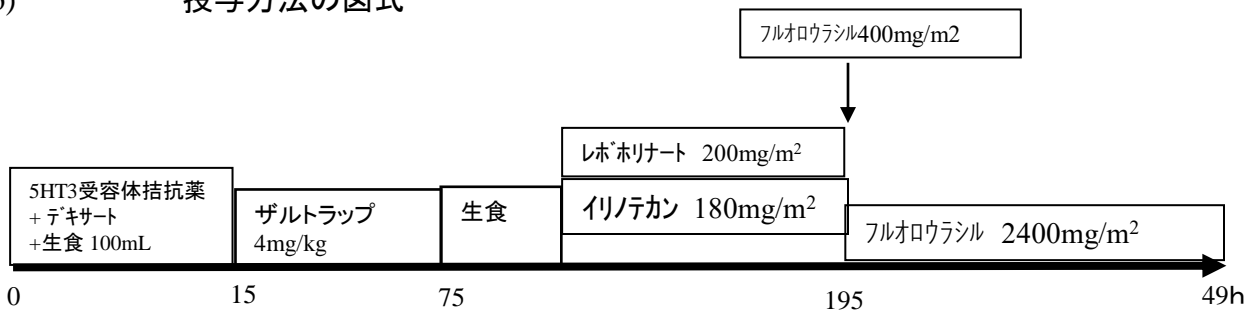 投与方法の図式
フルオロウラシル400mg/m2
レボホリナート 200mg/m²
5HT3受容体拮抗薬
+ デキサート
+生食 100mL
ザルトラップ
4mg/kg
生食
イリノテカン 180mg/m²
フルオロウラシル 2400mg/m²
0
15
75
195
49h